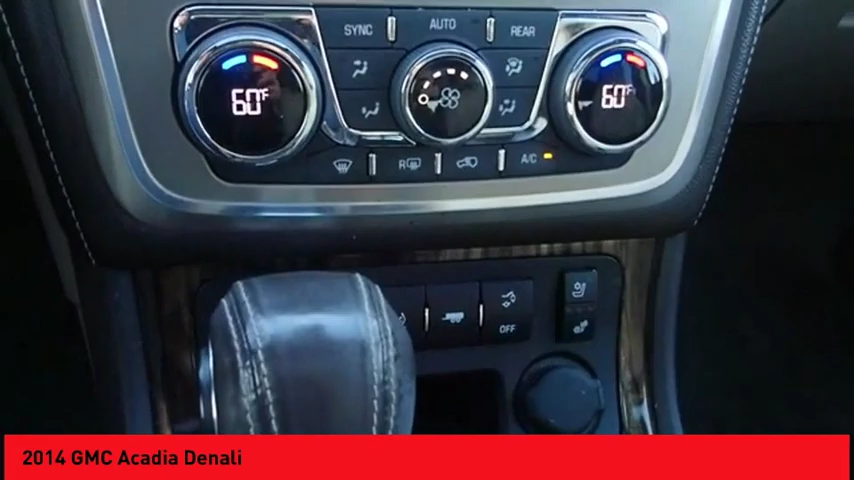 SYNC AUTO REAR
60°F 60°F
R A/C
OFF
2014 GMC Acadia Denali